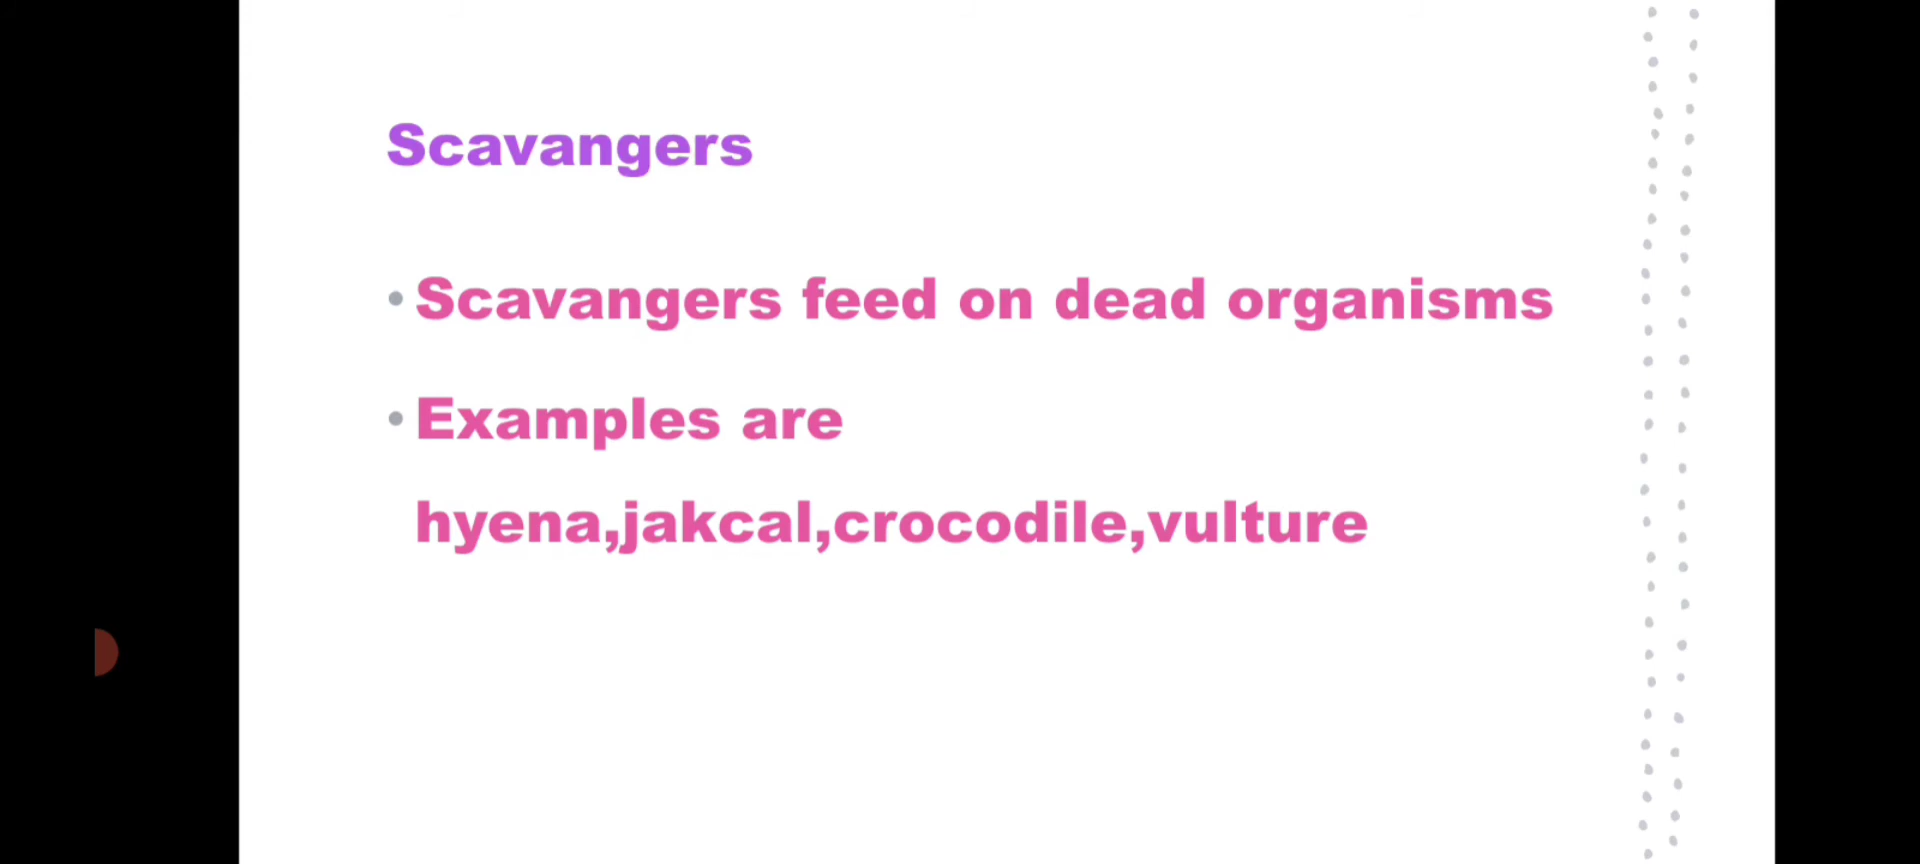 Scavangers
• Scavangers feed on dead organisms
• Examples are
hyena,jakcal,crocodile,vulture